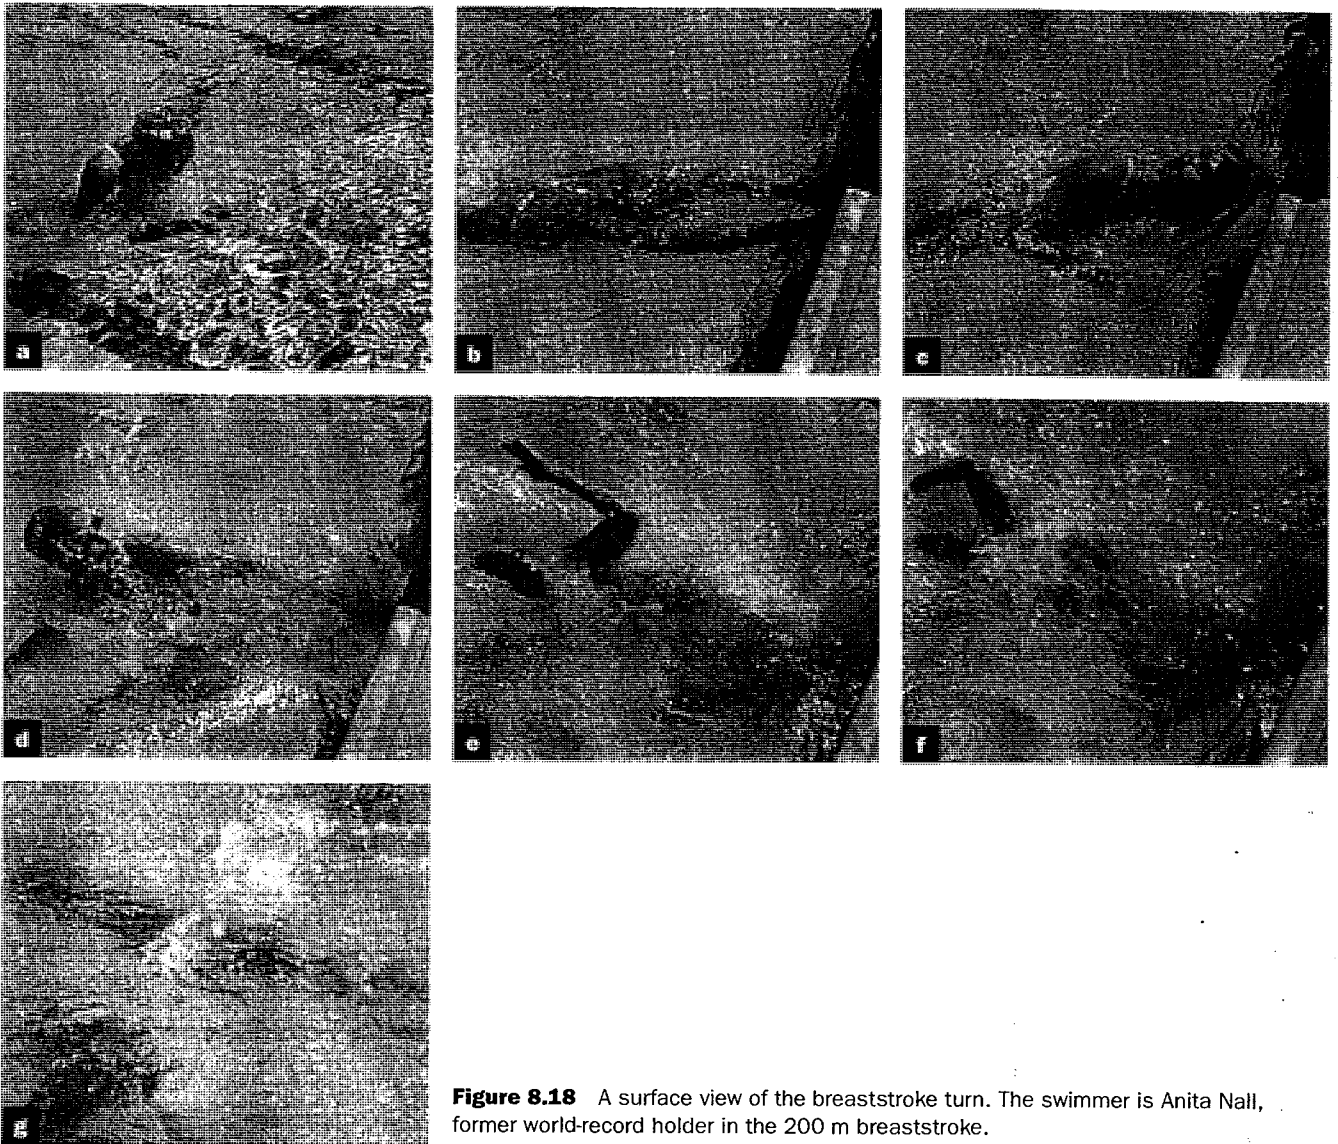 a
b
c
d
e
f
g
Figure 8.18 A surface view of the breaststroke turn. The swimmer is Anita Nall,
former world-record holder in the 200 m breaststroke.